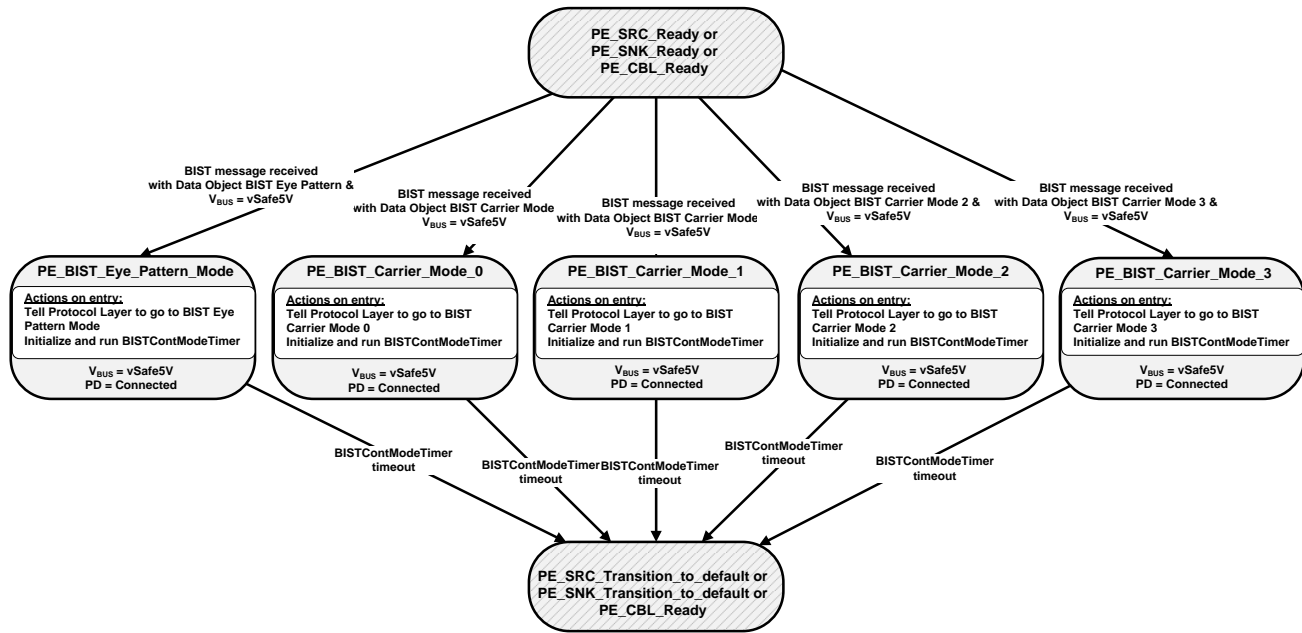 PE_SRC_Ready or
PE_SNK_Ready or
PE_CBL_Ready
BIST message received
with Data Object BIST Eye Pattern &
VBUS = vSafe5V
BIST message received
with Data Object BIST Carrier Mode
VBUS = vSafe5V
BIST message received
with Data Object BIST Carrier Mode
VBUS = vSafe5V
BIST message received
with Data Object BIST Carrier Mode 2 &
VBUS = vSafe5V
BIST message received
with Data Object BIST Carrier Mode 3 &
VBUS = vSafe5V
PE_BIST_Eye_Pattern_Mode
Actions on entry:
Tell Protocol Layer to go to BIST Eye
Pattern Mode
Initialize and run BISTContModeTimer
VBUS = vSafe5V
PD = Connected
PE_BIST_Carrier_Mode_0
Actions on entry:
Tell Protocol Layer to go to BIST
Carrier Mode 0
Initialize and run BISTContModeTimer
VBUS = vSafe5V
PD = Connected
PE_BIST_Carrier_Mode_1
Actions on entry:
Tell Protocol Layer to go to BIST
Carrier Mode 1
Initialize and run BISTContModeTimer
VBUS = vSafe5V
PD = Connected
PE_BIST_Carrier_Mode_2
Actions on entry:
Tell Protocol Layer to go to BIST
Carrier Mode 2
Initialize and run BISTContModeTimer
VBUS = vSafe5V
PD = Connected
PE_BIST_Carrier_Mode_3
Actions on entry:
Tell Protocol Layer to go to BIST
Carrier Mode 3
Initialize and run BISTContModeTimer
VBUS = vSafe5V
PD = Connected
BISTContModeTimer
timeout
BISTContModeTimer
timeout
BISTContModeTimer
timeout
BISTContModeTimer
timeout
BISTContModeTimer
timeout
PE_SRC_Transition_to_default or
PE_SNK_Transition_to_default or
PE_CBL_Ready